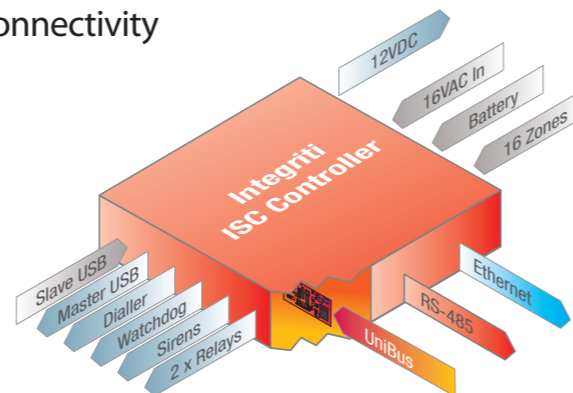 onnectivity
12VDC
16VAC In
Battery
16 Zones
Integriti
ISC Controller
Slave USB
Master USB
Dialler
Watchdog
Sirens
2 x Relays
Ethernet
RS-485
UniBus